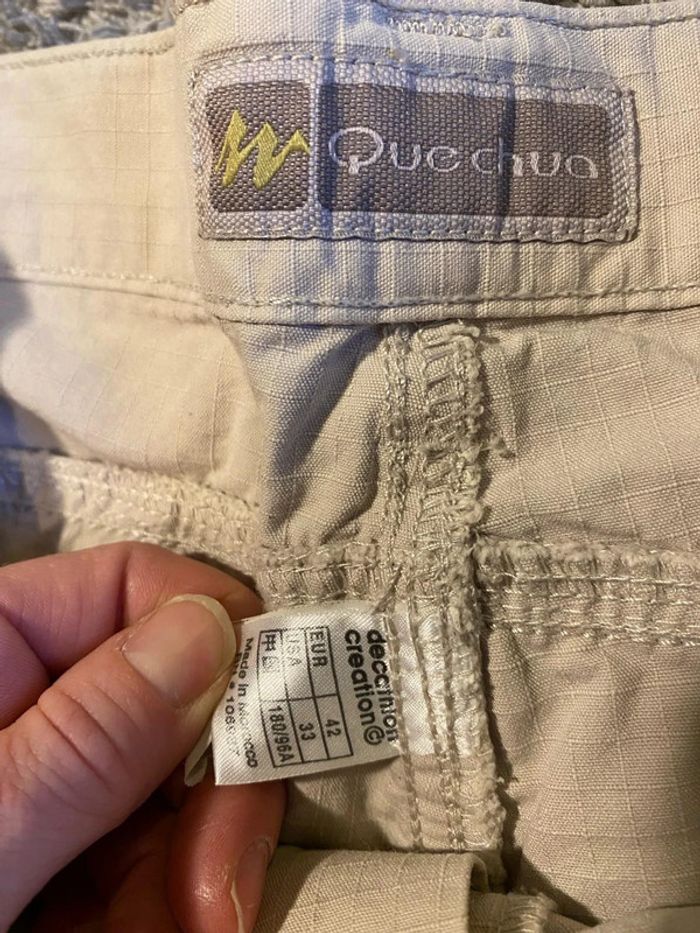 Quechua
decathlon
creation©
EUR 42
USA 33
180/96A
Made in Morocco